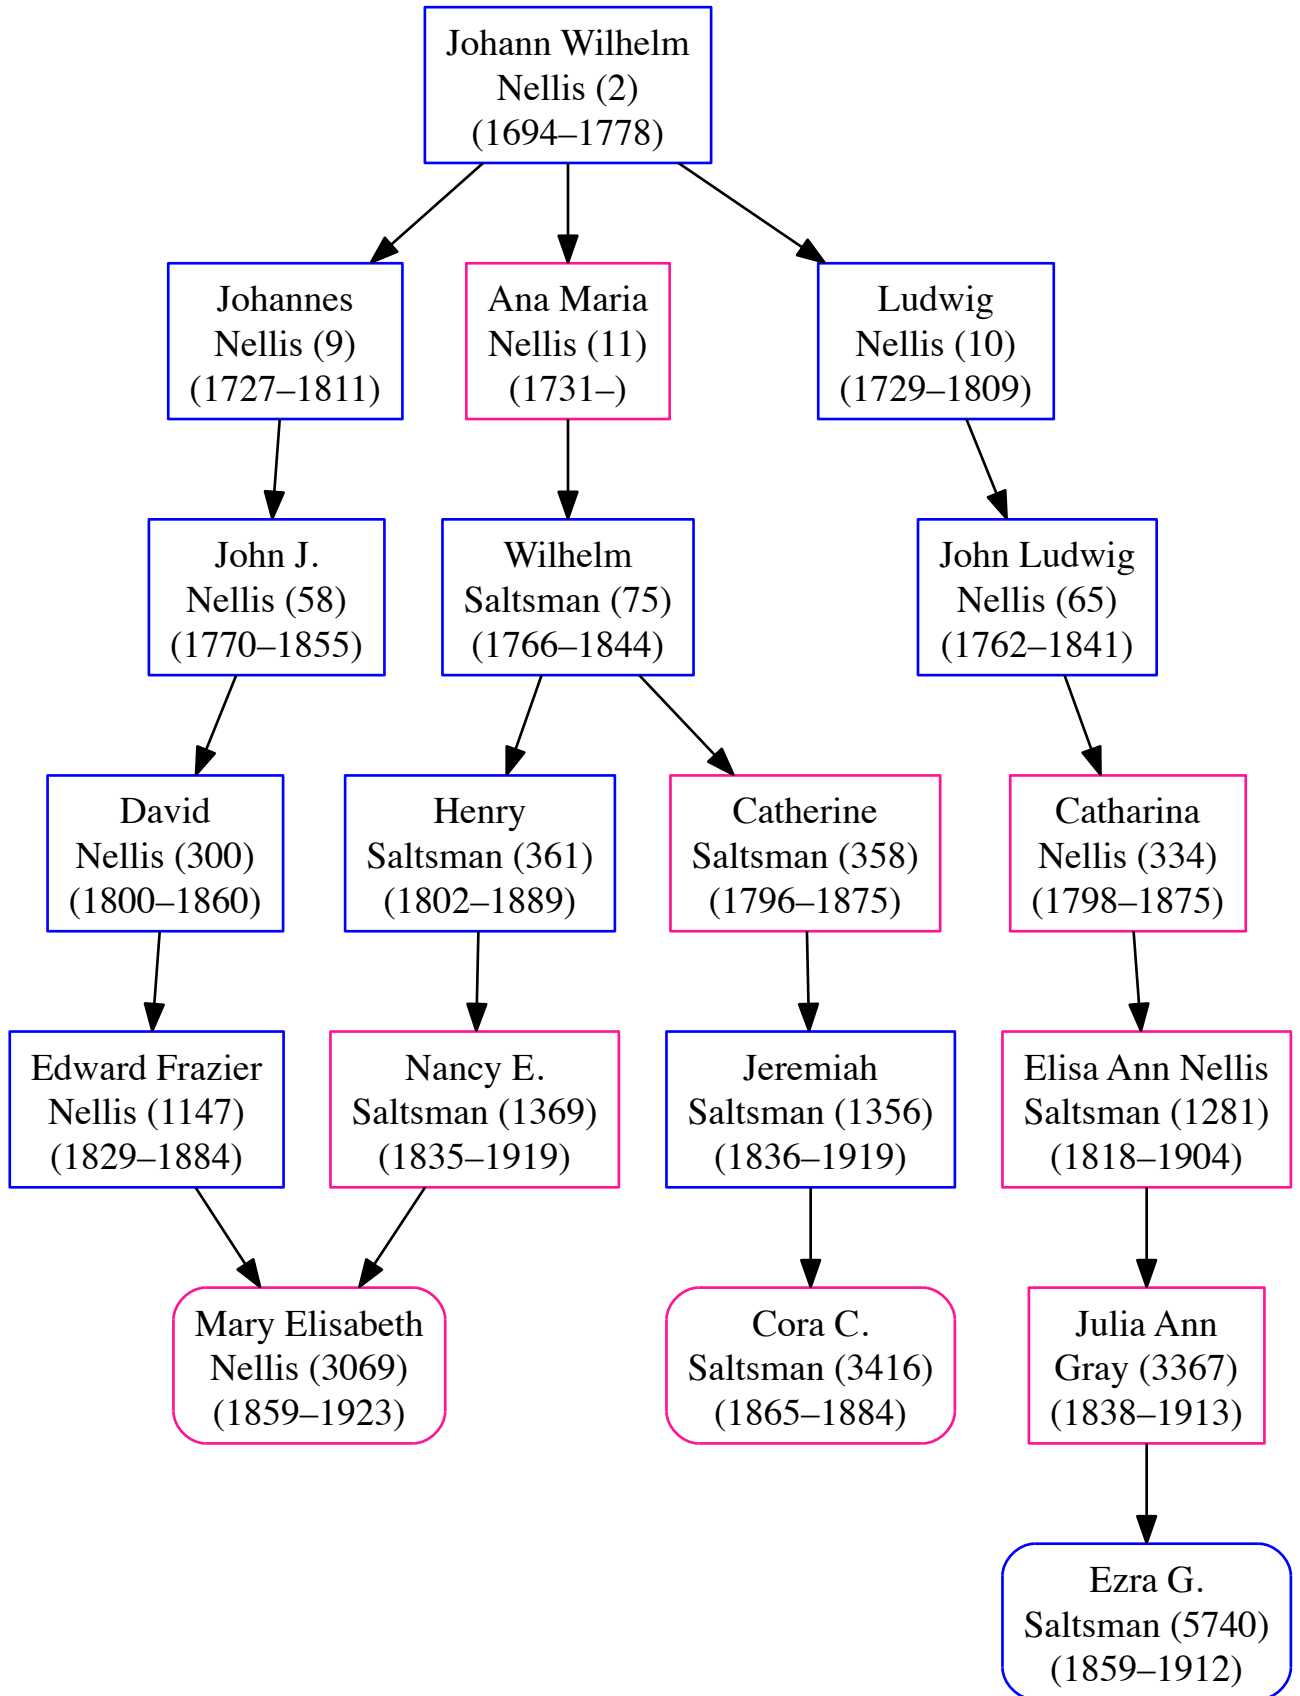 Johann Wilhelm
Nellis (2)
(1694–1778)
Johannes
Nellis (9)
(1727–1811)
Ana Maria
Nellis (11)
(1731–)
Ludwig
Nellis (10)
(1729–1809)
John J.
Nellis (58)
(1770–1855)
Wilhelm
Saltsman (75)
(1766–1844)
John Ludwig
Nellis (65)
(1762–1841)
David
Nellis (300)
(1800–1860)
Henry
Saltsman (361)
(1802–1889)
Catherine
Saltsman (358)
(1796–1875)
Catharina
Nellis (334)
(1798–1875)
Edward Frazier
Nellis (1147)
(1829–1884)
Nancy E.
Saltsman (1369)
(1835–1919)
Jeremiah
Saltsman (1356)
(1836–1919)
Elisa Ann Nellis
Saltsman (1281)
(1818–1904)
Mary Elisabeth
Nellis (3069)
(1859–1923)
Cora C.
Saltsman (3416)
(1865–1884)
Julia Ann
Gray (3367)
(1838–1913)
Ezra G.
Saltsman (5740)
(1859–1912)